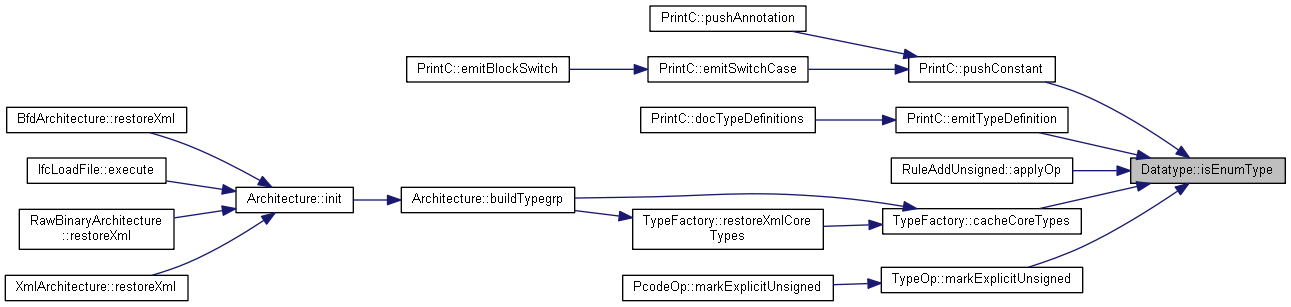 PrintC::pushAnnotation
PrintC::emitBlockSwitch
PrintC::emitSwitchCase
PrintC::pushConstant
BfdArchitecture::restoreXml
PrintC::docTypeDefinitions
PrintC::emitTypeDefinition
IfcLoadFile::execute
RuleAddUnsigned::applyOp
Datatype::isEnumType
Architecture::init
Architecture::buildTypegrp
RawBinaryArchitecture
::restoreXml
TypeFactory::restoreXmlCore
Types
TypeFactory::cacheCoreTypes
XmlArchitecture::restoreXml
PcodeOp::markExplicitUnsigned
TypeOp::markExplicitUnsigned